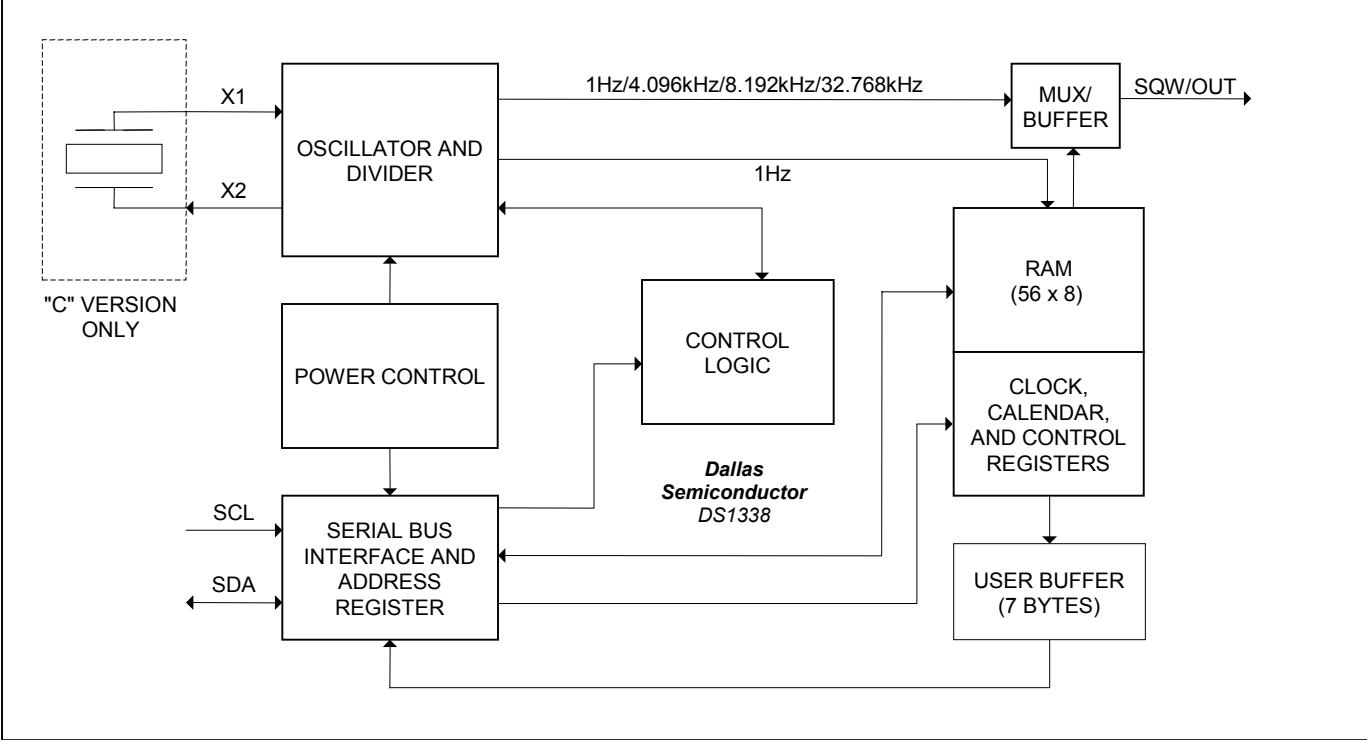 1Hz/4.096kHz/8.192kHz/32.768kHz
SQW/OUT
MUX/
BUFFER
X1
OSCILLATOR AND
DIVIDER
X2
1Hz
"C" VERSION
ONLY
POWER CONTROL
CONTROL
LOGIC
RAM
(56 x 8)
CLOCK,
CALENDAR,
AND CONTROL
REGISTERS
Dallas
Semiconductor
DS1338
SCL
SDA
SERIAL BUS
INTERFACE AND
ADDRESS
REGISTER
USER BUFFER
(7 BYTES)